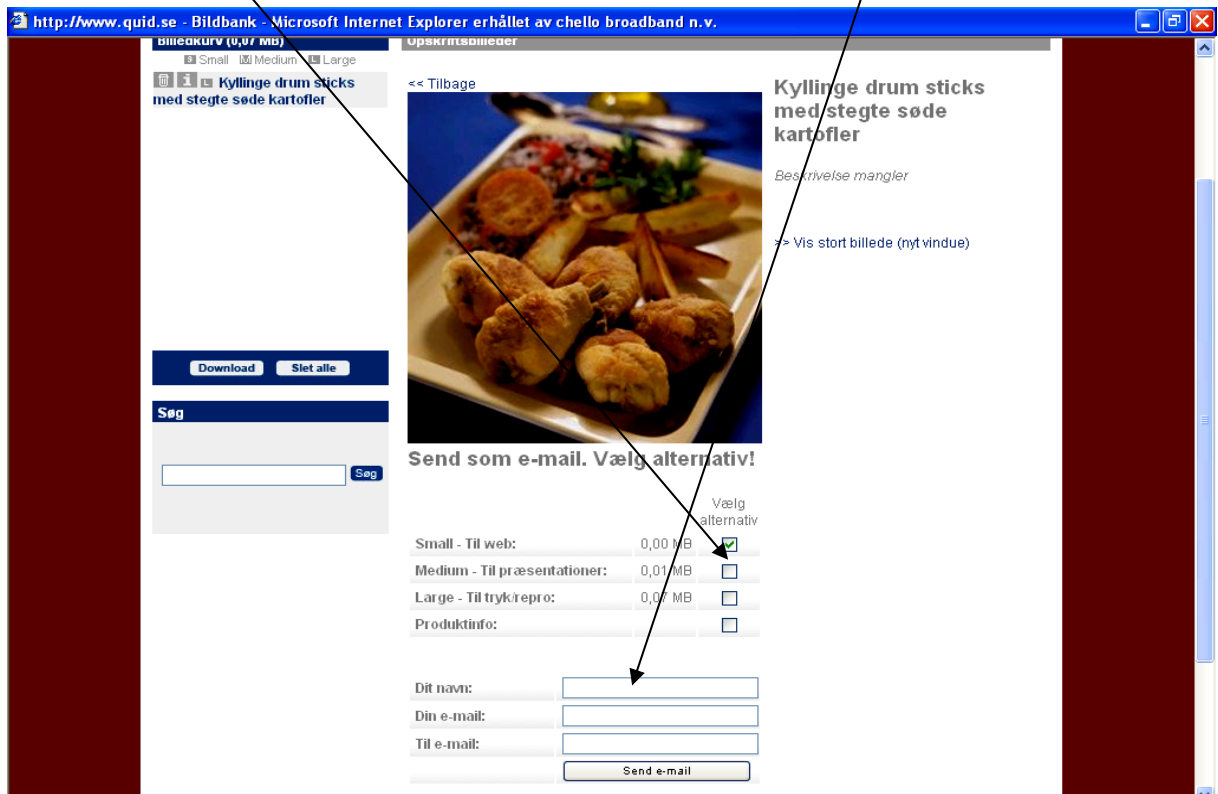 http://www.quid.se - Bildbank - Microsoft Internet Explorer erhållet av chello broadband n.v.
Billedkurv (0,07 MB)
S Small M Medium L Large
i L Kyllinge drum sticks
med stegte søde kartofler
Download Slet alle
Søg
Søg
Opskriftsbilleder
<< Tilbage
Kyllinge drum sticks
med stegte søde
kartofler
Beskrivelse mangler
>> Vis stort billede (nyt vindue)
Send som e-mail. Vælg alternativ!
Vælg
alternativ
Small - Til web: 0,00 MB
Medium - Til præsentationer: 0,01 MB
Large - Til tryk/repro: 0,07 MB
Produktinfo:
Dit navn:
Din e-mail:
Til e-mail:
Send e-mail